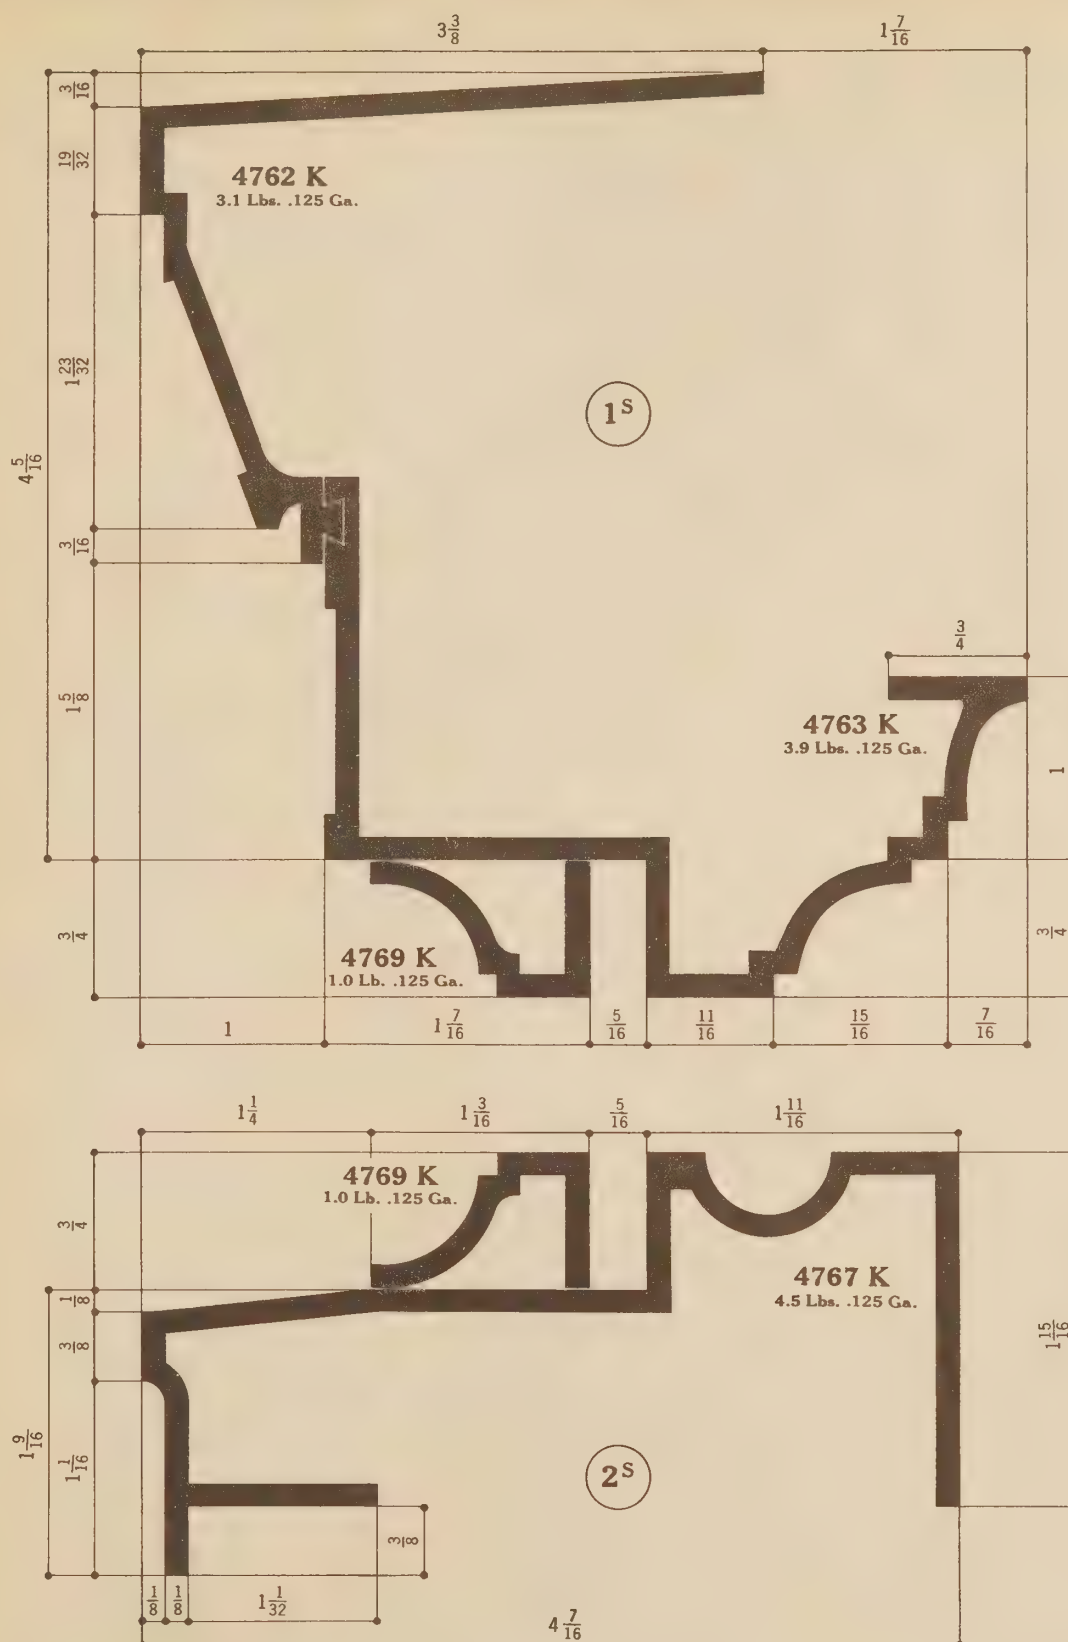 3 3/8
1 7/16
3/16
19/32
4762 K
3.1 Lbs. .125 Ga.
1 23/32
1S
4 5/16
3/16
3/4
1 5/8
4763 K
3.9 Lbs. .125 Ga.
1
3/4
3/4
4769 K
1.0 Lb. .125 Ga.
1
1 7/16
5/16
11/16
15/16
7/16
1 1/4
1 3/16
5/16
1 11/16
4769 K
1.0 Lb. .125 Ga.
3/4
4767 K
4.5 Lbs. .125 Ga.
1/8
3/8
1 15/16
1 9/16
1 1/16
2S
3/8
1/8
1/8
1 1/32
4 7/16